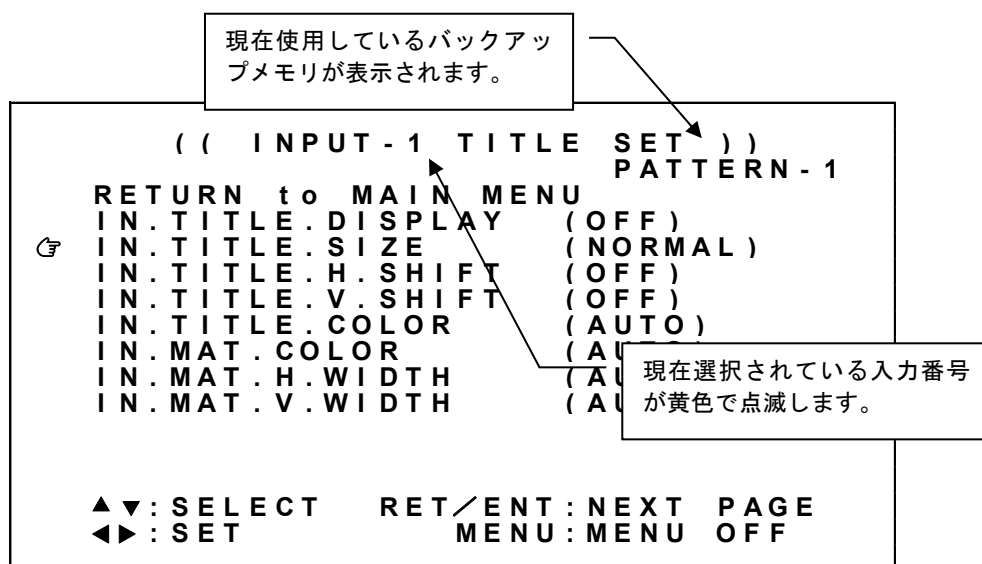 現在使用しているバックアッ
プメモリが表示されます。
(( INPUT-1 TITLE SET ))
PATTERN-1
RETURN to MAIN MENU
IN.TITLE.DISPLAY (OFF)
☞ IN.TITLE.SIZE (NORMAL)
IN.TITLE.H.SHIFT (OFF)
IN.TITLE.V.SHIFT (OFF)
IN.TITLE.COLOR (AUTO)
IN.MAT.COLOR
IN.MAT.H.WIDTH
IN.MAT.V.WIDTH
現在選択されている入力番号
が黄色で点滅します。
▲▼:SELECT RET/ENT:NEXT PAGE
◀▶:SET MENU:MENU OFF